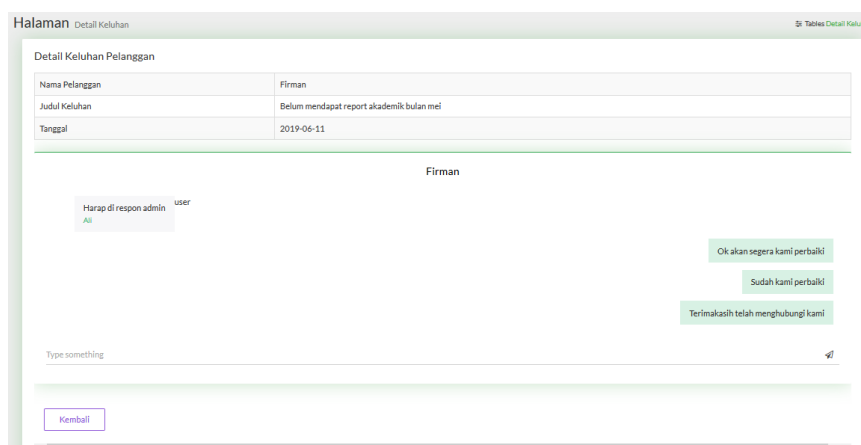 Halaman Detail Keluhan
Tables Detail Kelu
Detail Keluhan Pelanggan
Nama Pelanggan Firman
Judul Keluhan Belum mendapat report akademik bulan mei
Tanggal 2019-06-11
Firman
Harap di respon admin user
All
Ok akan segera kami perbaiki
Sudah kami perbaiki
Terimakasih telah menghubungi kami
Type something
Kembali